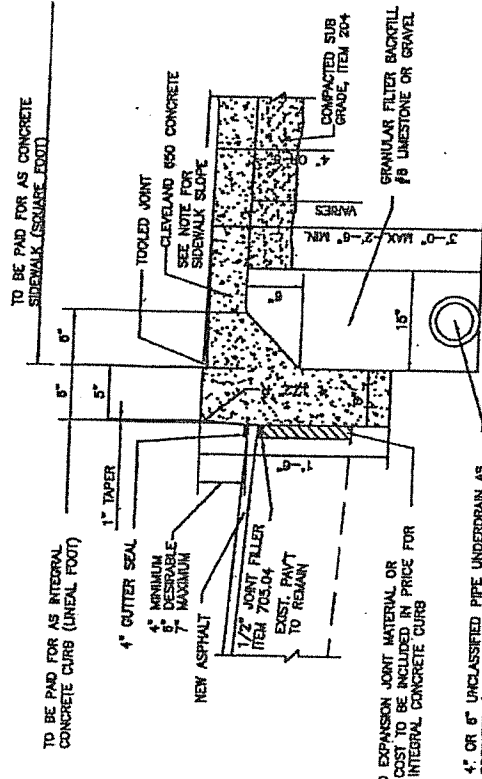 TO BE PAID FOR AS CONCRETE
SIDEWALK (SQUARE FOOT)
TO BE PAID FOR AS INTEGRAL
CONCRETE CURB (LINEAL FOOT)
6"
6"
5"
1" TAPER
TOOLED JOINT
CLEVELAND 650 CONCRETE
SEE NOTE FOR
SIDEWALK SLOPE
4" GUTTER SEAL
4" MINIMUM
6" DESIRABLE
7" MAXIMUM
NEW ASPHALT
1/2" JOINT FILLER
ITEM 705.04
EXIST. PAV'T
TO REMAIN
1'-6"
6"
4" OR
VARIES
3'-0" MAX.-2'-6" MIN.
15"
COMPACTED SUB
GRADE, ITEM 204
GRANULAR FILTER BACKFILL
#8 LIMESTONE OR GRAVEL
EXPANSION JOINT MATERIAL OR
COST TO BE INCLUDED IN PRICE FOR
INTEGRAL CONCRETE CURB
4" OR 6" UNCLASSIFIED PIPE UNDERDRAIN AS